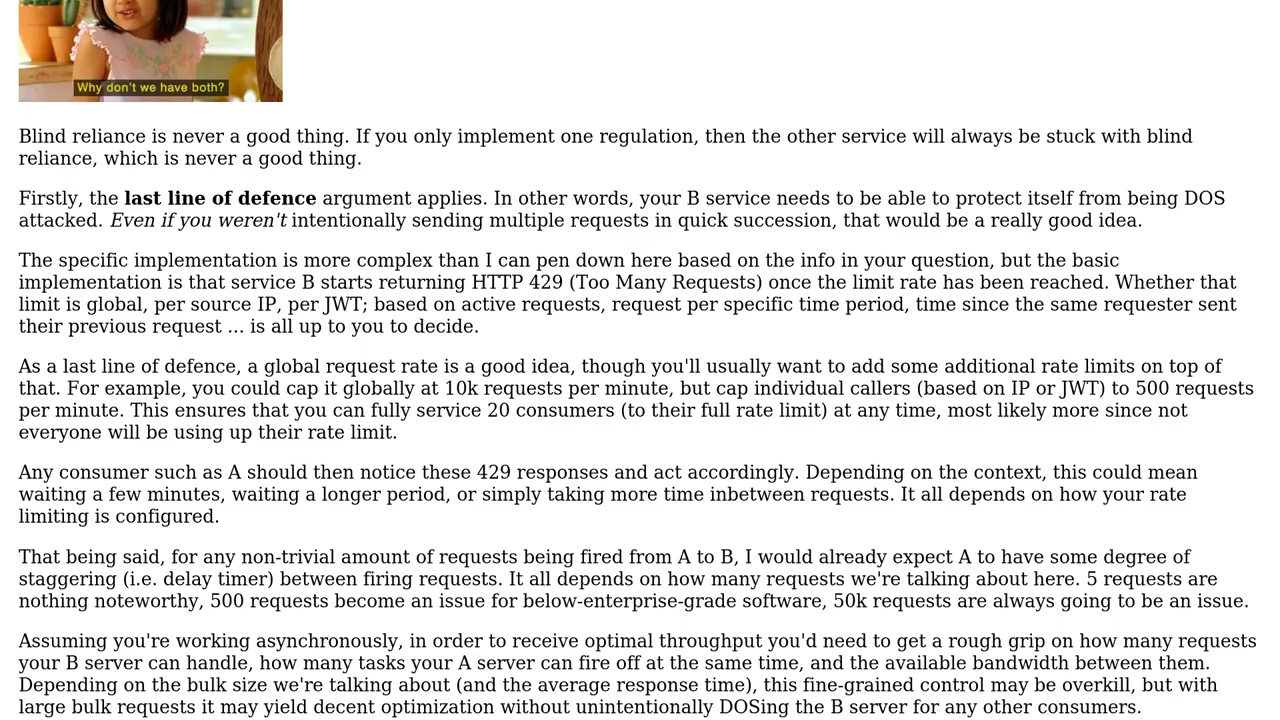 Why don't we have both?
Blind reliance is never a good thing. If you only implement one regulation, then the other service will always be stuck with blind
reliance, which is never a good thing.
Firstly, the last line of defence argument applies. In other words, your B service needs to be able to protect itself from being DOS
attacked. Even if you weren't intentionally sending multiple requests in quick succession, that would be a really good idea.
The specific implementation is more complex than I can pen down here based on the info in your question, but the basic
implementation is that service B starts returning HTTP 429 (Too Many Requests) once the limit rate has been reached. Whether that
limit is global, per source IP, per JWT; based on active requests, request per specific time period, time since the same requester sent
their previous request ... is all up to you to decide.
As a last line of defence, a global request rate is a good idea, though you'll usually want to add some additional rate limits on top of
that. For example, you could cap it globally at 10k requests per minute, but cap individual callers (based on IP or JWT) to 500 requests
per minute. This ensures that you can fully service 20 consumers (to their full rate limit) at any time, most likely more since not
everyone will be using up their rate limit.
Any consumer such as A should then notice these 429 responses and act accordingly. Depending on the context, this could mean
waiting a few minutes, waiting a longer period, or simply taking more time inbetween requests. It all depends on how your rate
limiting is configured.
That being said, for any non-trivial amount of requests being fired from A to B, I would already expect A to have some degree of
staggering (i.e. delay timer) between firing requests. It all depends on how many requests we're talking about here. 5 requests are
nothing noteworthy, 500 requests become an issue for below-enterprise-grade software, 50k requests are always going to be an issue.
Assuming you're working asynchronously, in order to receive optimal throughput you'd need to get a rough grip on how many requests
your B server can handle, how many tasks your A server can fire off at the same time, and the available bandwidth between them.
Depending on the bulk size we're talking about (and the average response time), this fine-grained control may be overkill, but with
large bulk requests it may yield decent optimization without unintentionally DOSing the B server for any other consumers.